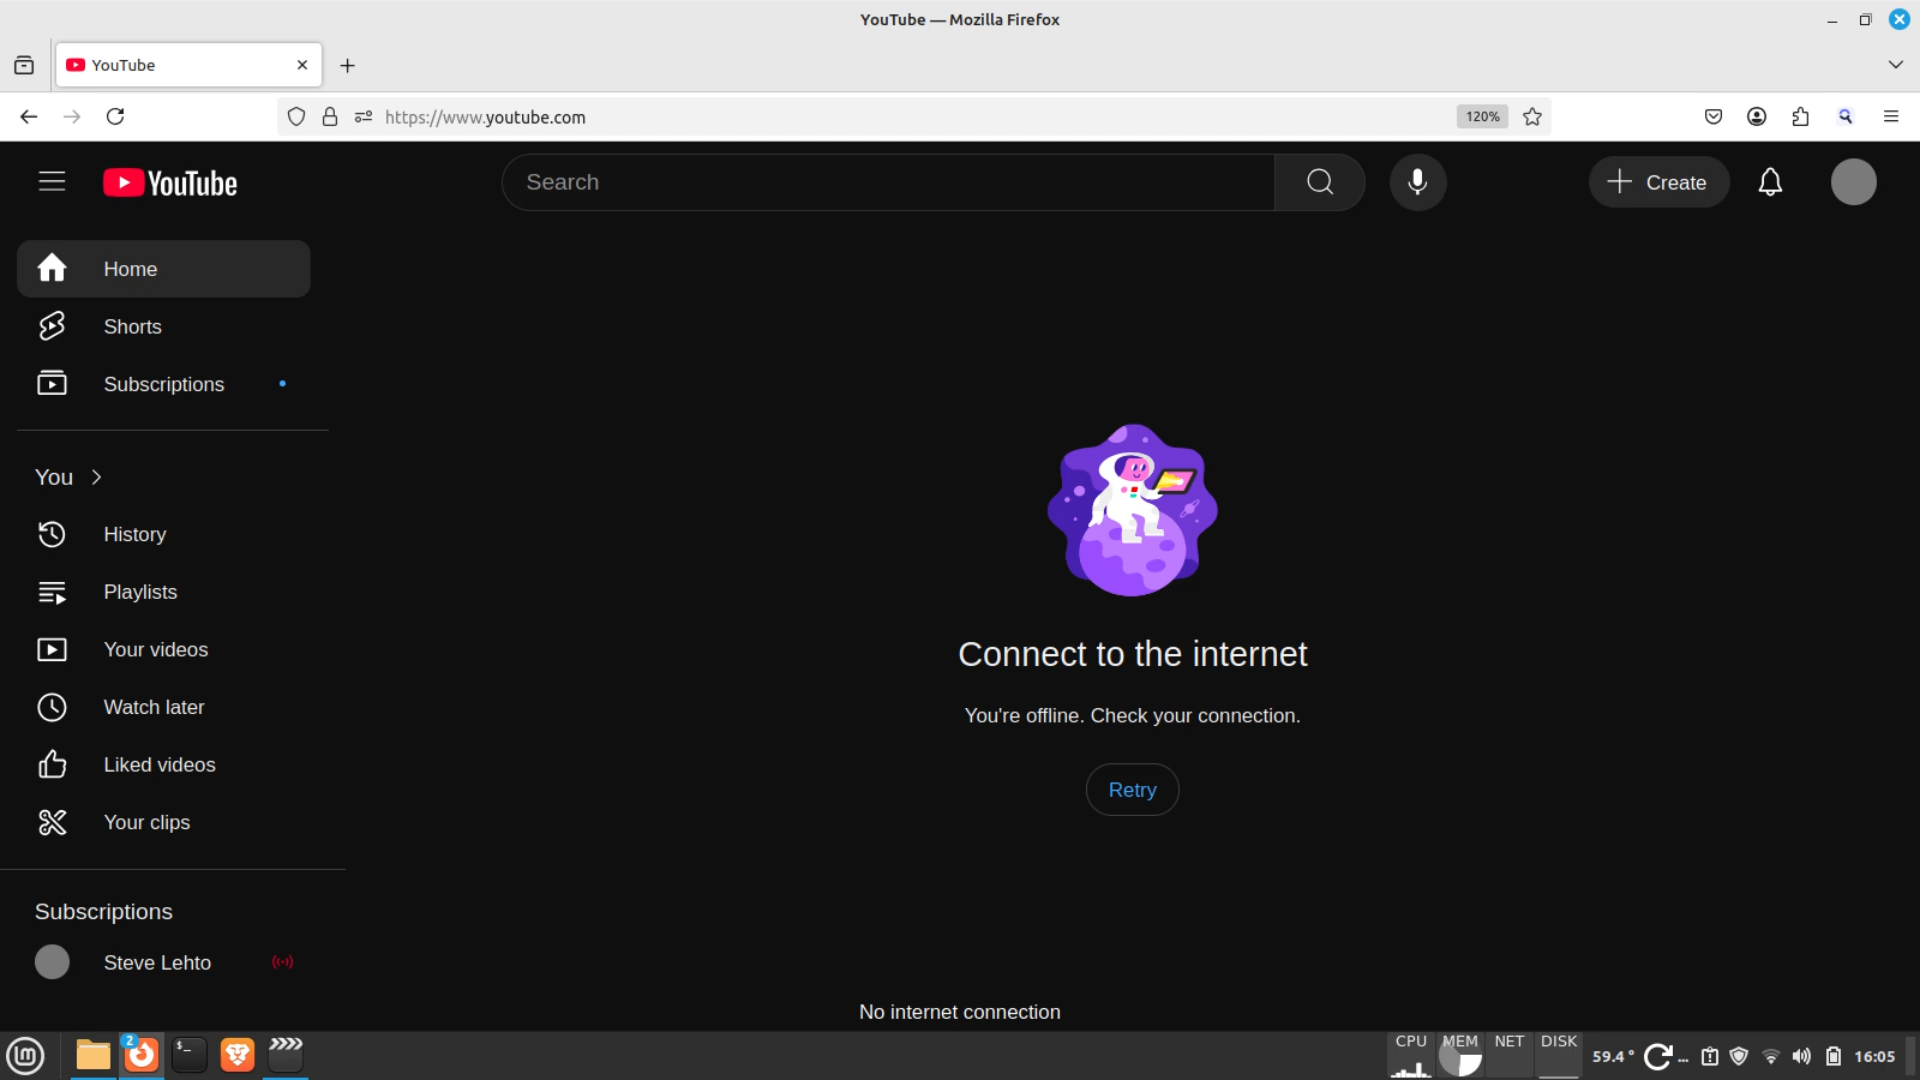 YouTube — Mozilla Firefox
YouTube
https://www.youtube.com
120%
YouTube
Search
Create
Home
Shorts
Subscriptions
You
History
Playlists
Your videos
Watch later
Liked videos
Your clips
Subscriptions
Steve Lehto
Connect to the internet
You're offline. Check your connection.
Retry
No internet connection
2
$_
CPU MEM NET DISK
59.4° ... 16:05